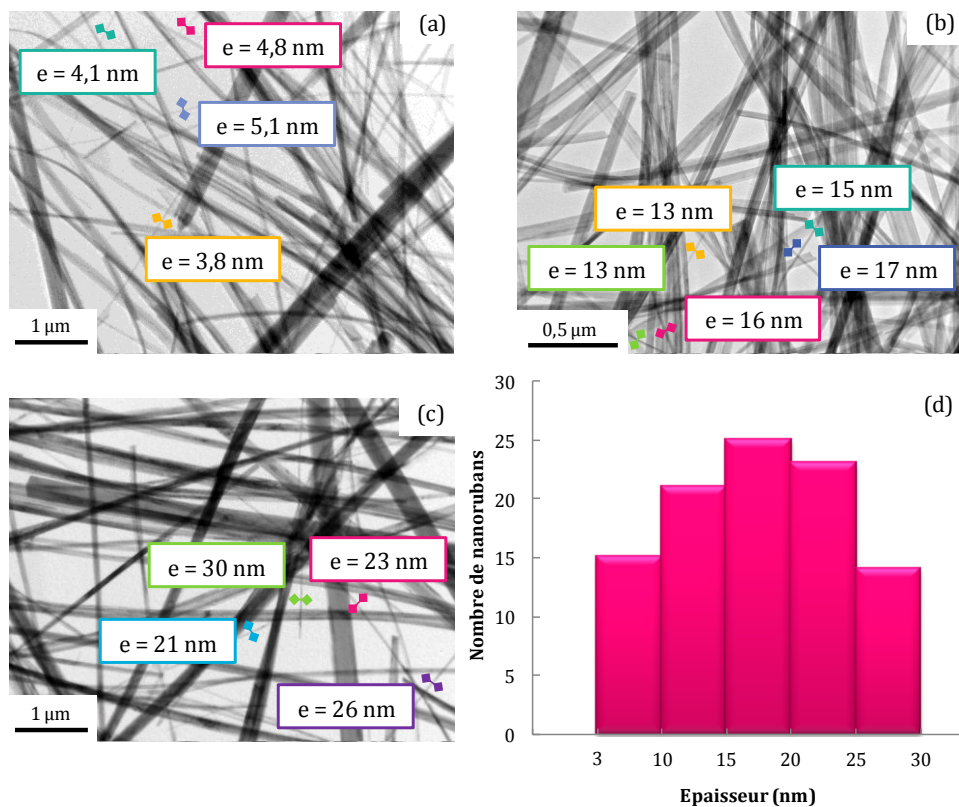 (a)
e = 4,8 nm
e = 4,1 nm
e = 5,1 nm
e = 3,8 nm
1 µm
(b)
e = 15 nm
e = 13 nm
e = 13 nm
e = 17 nm
e = 16 nm
0,5 µm
(c)
e = 30 nm
e = 23 nm
e = 21 nm
e = 26 nm
1 µm
(d)
Nombre de nanorubans
30
25
20
15
10
5
0
3 10 15 20 25 30
Epaisseur (nm)